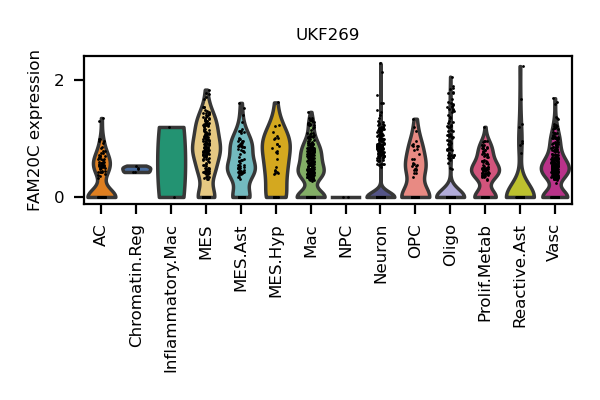 UKF269
FAM20C expression
2
0
AC
Chromatin.Reg
Inflammatory.Mac
MES
MES.Ast
MES.Hyp
Mac
NPC
Neuron
OPC
Oligo
Prolif.Metab
Reactive.Ast
Vasc